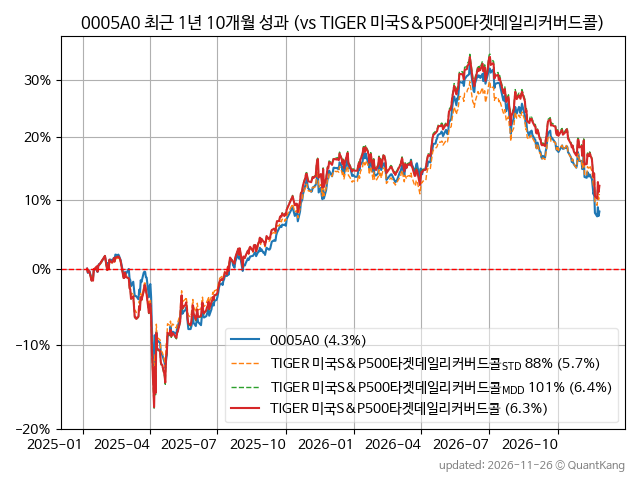 0005A0 최근 1년 10개월 성과 (vs TIGER 미국S&P500타겟데일리커버드콜)
30%
20%
10%
0%
−10%
−20%
0005A0 (4.3%)
TIGER 미국S&P500타겟데일리커버드콜STD 88% (5.7%)
TIGER 미국S&P500타겟데일리커버드콜MDD 101% (6.4%)
TIGER 미국S&P500타겟데일리커버드콜 (6.3%)
2025-01 2025-04 2025-07 2025-10 2026-01 2026-04 2026-07 2026-10
updated: 2026-11-26 © QuantKang